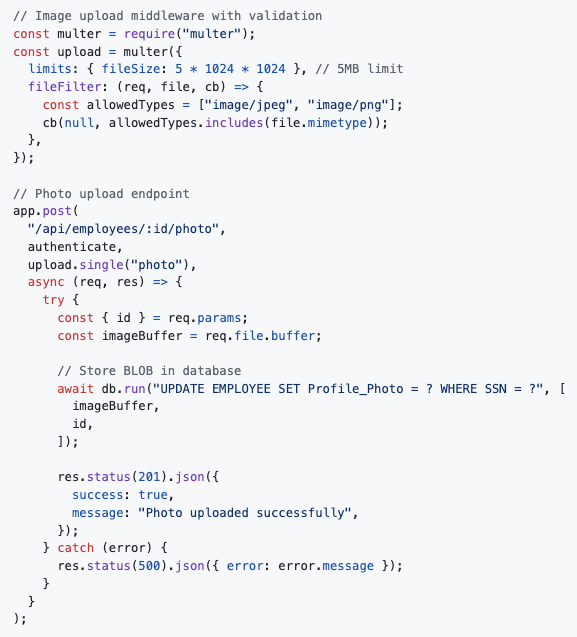 // Image upload middleware with validation
const multer = require("multer");
const upload = multer({
  limits: { fileSize: 5 * 1024 * 1024 }, // 5MB limit
  fileFilter: (req, file, cb) => {
    const allowedTypes = ["image/jpeg", "image/png"];
    cb(null, allowedTypes.includes(file.mimetype));
  },
});

// Photo upload endpoint
app.post(
  "/api/employees/:id/photo",
  authenticate,
  upload.single("photo"),
  async (req, res) => {
    try {
      const { id } = req.params;
      const imageBuffer = req.file.buffer;

      // Store BLOB in database
      await db.run("UPDATE EMPLOYEE SET Profile_Photo = ? WHERE SSN = ?", [
        imageBuffer,
        id,
      ]);

      res.status(201).json({
        success: true,
        message: "Photo uploaded successfully",
      });
    } catch (error) {
      res.status(500).json({ error: error.message });
    }
  }
);